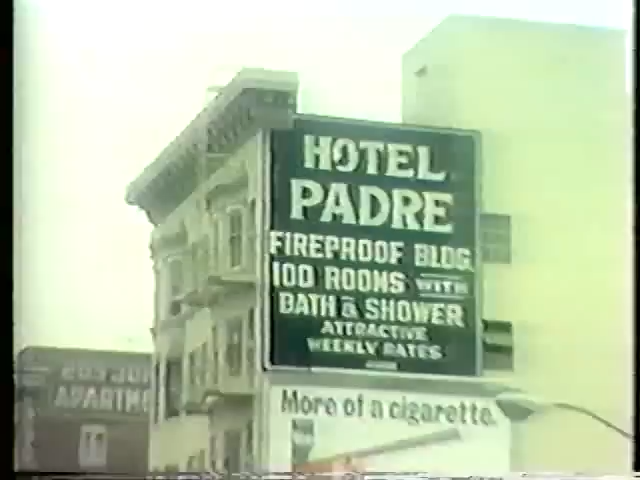 HOTEL
PADRE
FIREPROOF BLDG.
100 ROOMS WITH
BATH & SHOWER
ATTRACTIVE
WEEKLY RATES
More of a cigarette.
APARTM